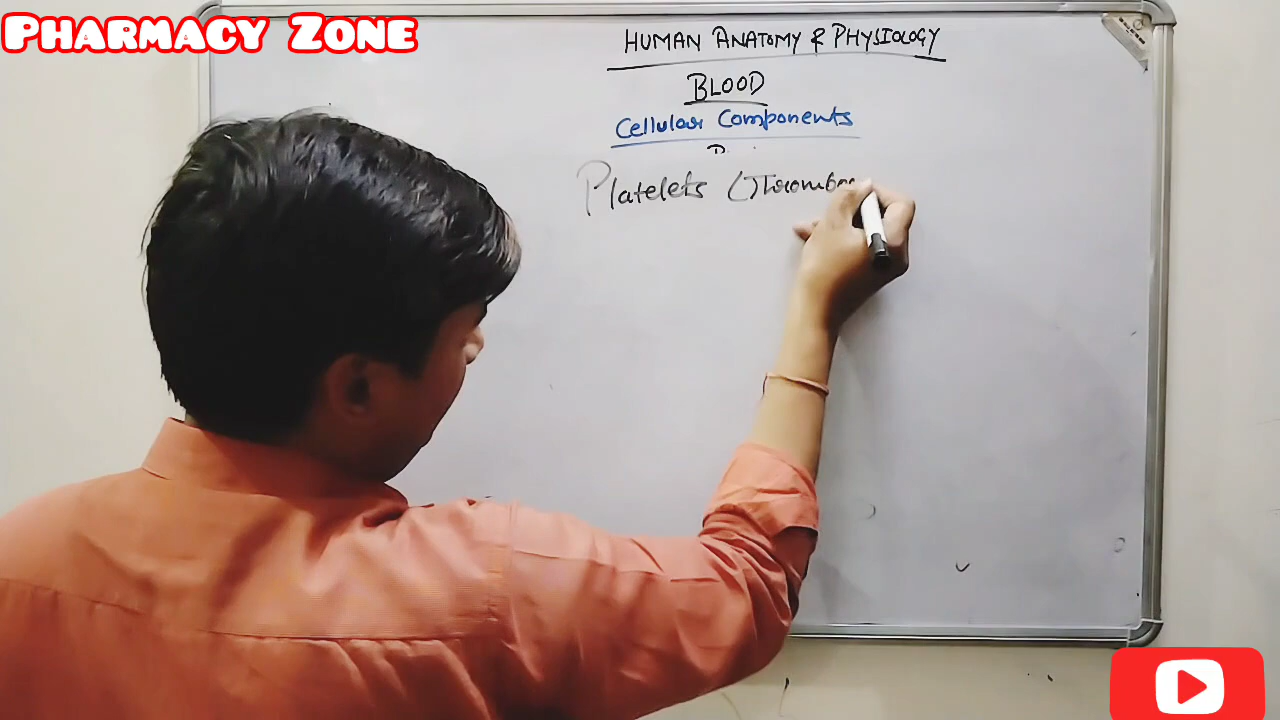 PHARMACY ZONE
HUMAN ANATOMY & PHYSIOLOGY
BLOOD
Cellular Components
Platelets (Thrombo